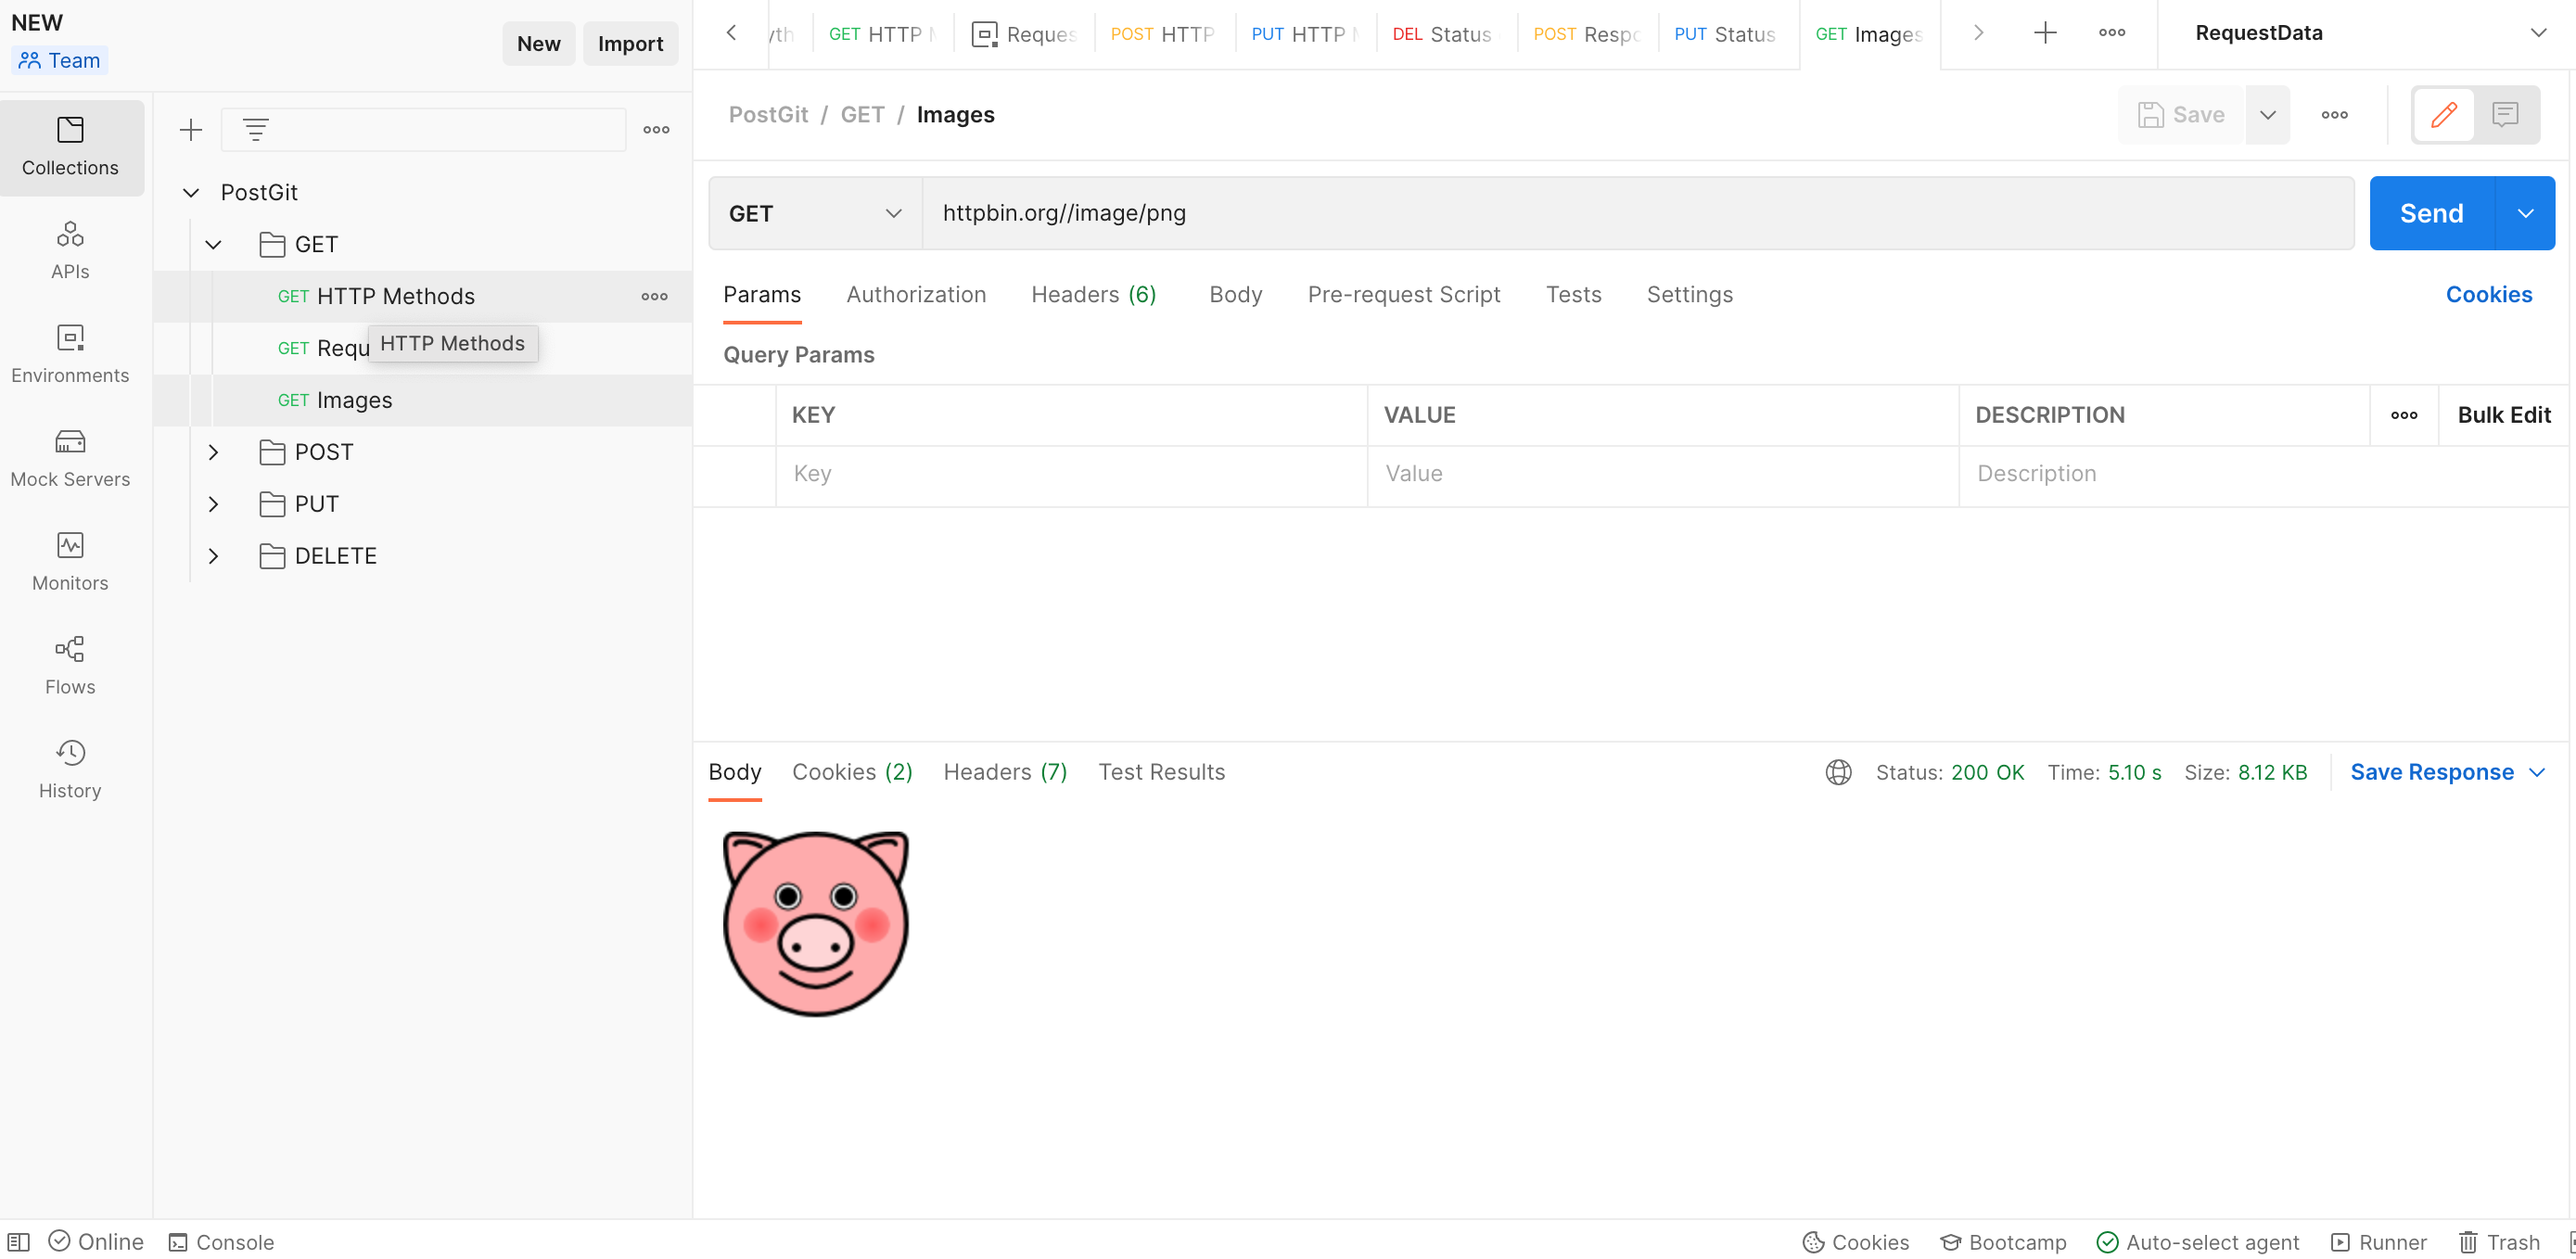 NEW
Team
New
Import
GET HTTP
Reques
POST HTTP
PUT HTTP
DEL Status
POST Respo
PUT Status
GET Images
RequestData
Collections
APIs
Environments
Mock Servers
Monitors
Flows
History
PostGit
GET
GET HTTP Methods
GET Requ
HTTP Methods
GET Images
POST
PUT
DELETE
PostGit / GET / Images
Save
GET
httpbin.org//image/png
Send
Params
Authorization
Headers (6)
Body
Pre-request Script
Tests
Settings
Cookies
Query Params
KEY
VALUE
DESCRIPTION
Bulk Edit
Key
Value
Description
Body
Cookies (2)
Headers (7)
Test Results
Status: 200 OK
Time: 5.10 s
Size: 8.12 KB
Save Response
Online
Console
Cookies
Bootcamp
Auto-select agent
Runner
Trash